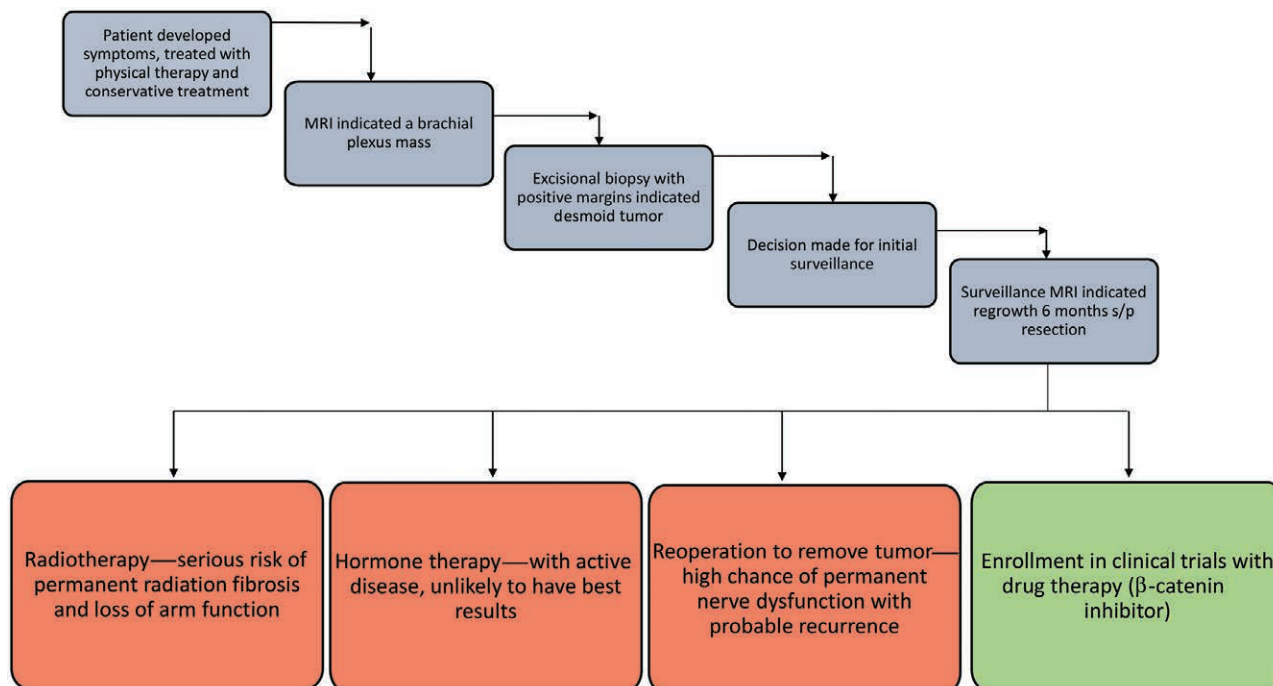 Patient developed
symptoms, treated with
physical therapy and
conservative treatment
MRI indicated a brachial
plexus mass
Excisional biopsy with
positive margins indicated
desmoid tumor
Decision made for initial
surveillance
Surveillance MRI indicated
regrowth 6 months s/p
resection
Radiotherapy—serious risk of
permanent radiation fibrosis
and loss of arm function
Hormone therapy—with active
disease, unlikely to have best
results
Reoperation to remove tumor—
high chance of permanent
nerve dysfunction with
probable recurrence
Enrollment in clinical trials with
drug therapy (β-catenin
inhibitor)